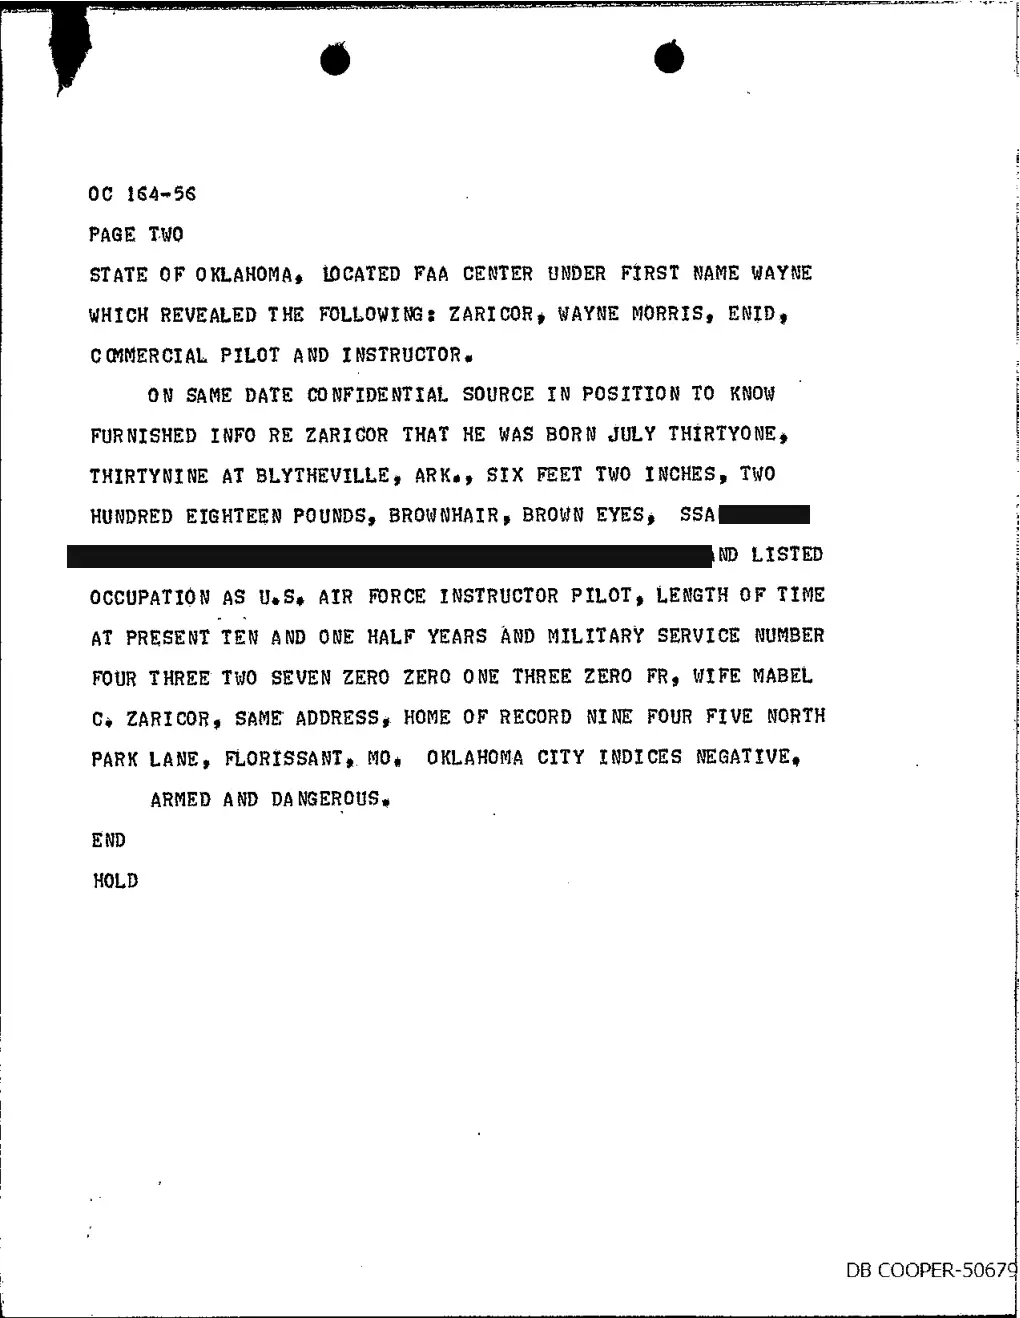 OC 164-56
PAGE TWO
STATE OF OKLAHOMA, LOCATED FAA CENTER UNDER FIRST NAME WAYNE
WHICH REVEALED THE FOLLOWING: ZARICOR, WAYNE MORRIS, ENID,
COMMERCIAL PILOT AND INSTRUCTOR.
ON SAME DATE CONFIDENTIAL SOURCE IN POSITION TO KNOW
FURNISHED INFO RE ZARICOR THAT HE WAS BORN JULY THIRTYONE,
THIRTYNINE AT BLYTHEVILLE, ARK., SIX FEET TWO INCHES, TWO
HUNDRED EIGHTEEN POUNDS, BROWNHAIR, BROWN EYES, SSA
ND LISTED
OCCUPATION AS U.S. AIR FORCE INSTRUCTOR PILOT, LENGTH OF TIME
AT PRESENT TEN AND ONE HALF YEARS AND MILITARY SERVICE NUMBER
FOUR THREE TWO SEVEN ZERO ZERO ONE THREE ZERO FR, WIFE MABEL
C. ZARICOR, SAME ADDRESS, HOME OF RECORD NINE FOUR FIVE NORTH
PARK LANE, FLORISSANT, MO. OKLAHOMA CITY INDICES NEGATIVE.
ARMED AND DANGEROUS.
END
HOLD
DB COOPER-50679